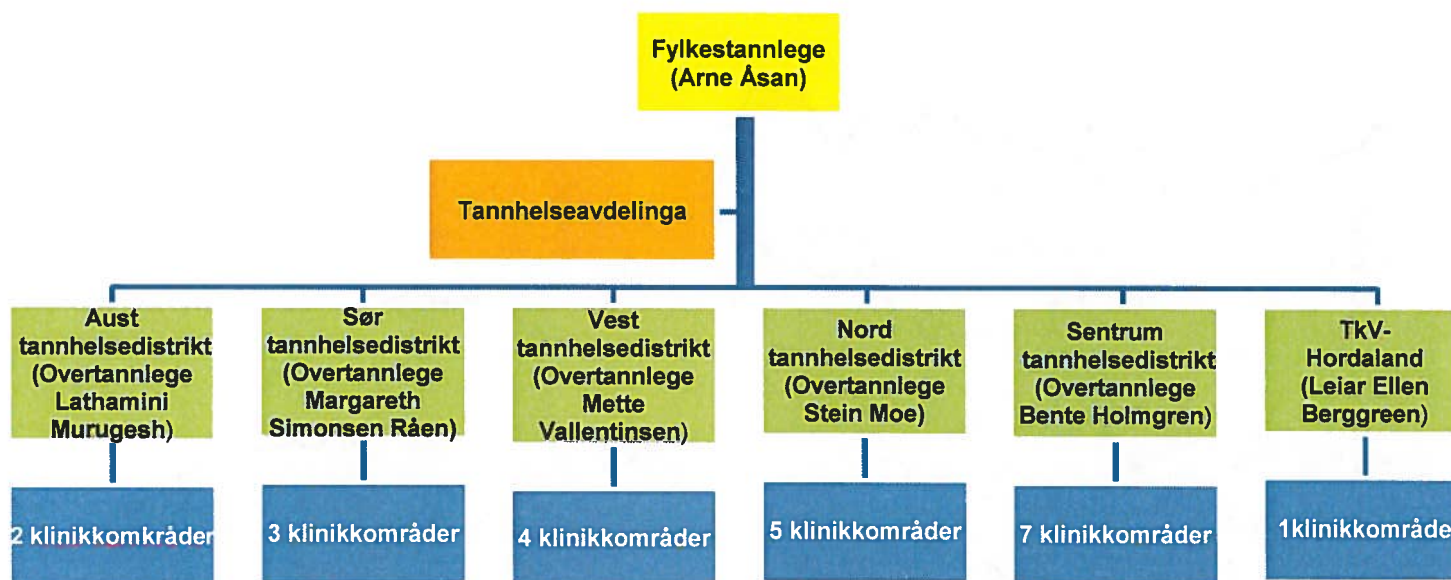 Fylkestannlege
(Arne Åsan)
Tannhelseavdelinga
Aust
tannhelsedistrikt
(Overtannlege
Lathamini
Murugesh)
Sør
tannhelsedistrikt
(Overtannlege
Margareth
Simonsen Råen)
Vest
tannhelsedistrikt
(Overtannlege
Mette
Vallentinsen)
Nord
tannhelsedistrikt
(Overtannlege
Stein Moe)
Sentrum
tannhelsedistrikt
(Overtannlege
Bente Holmgren)
TkV-
Hordaland
(Leiar Ellen
Berggreen)
2 klinikkomkråder
3 klinikkområder
4 klinikkområder
5 klinikkområder
7 klinikkområder
1klinikkområde